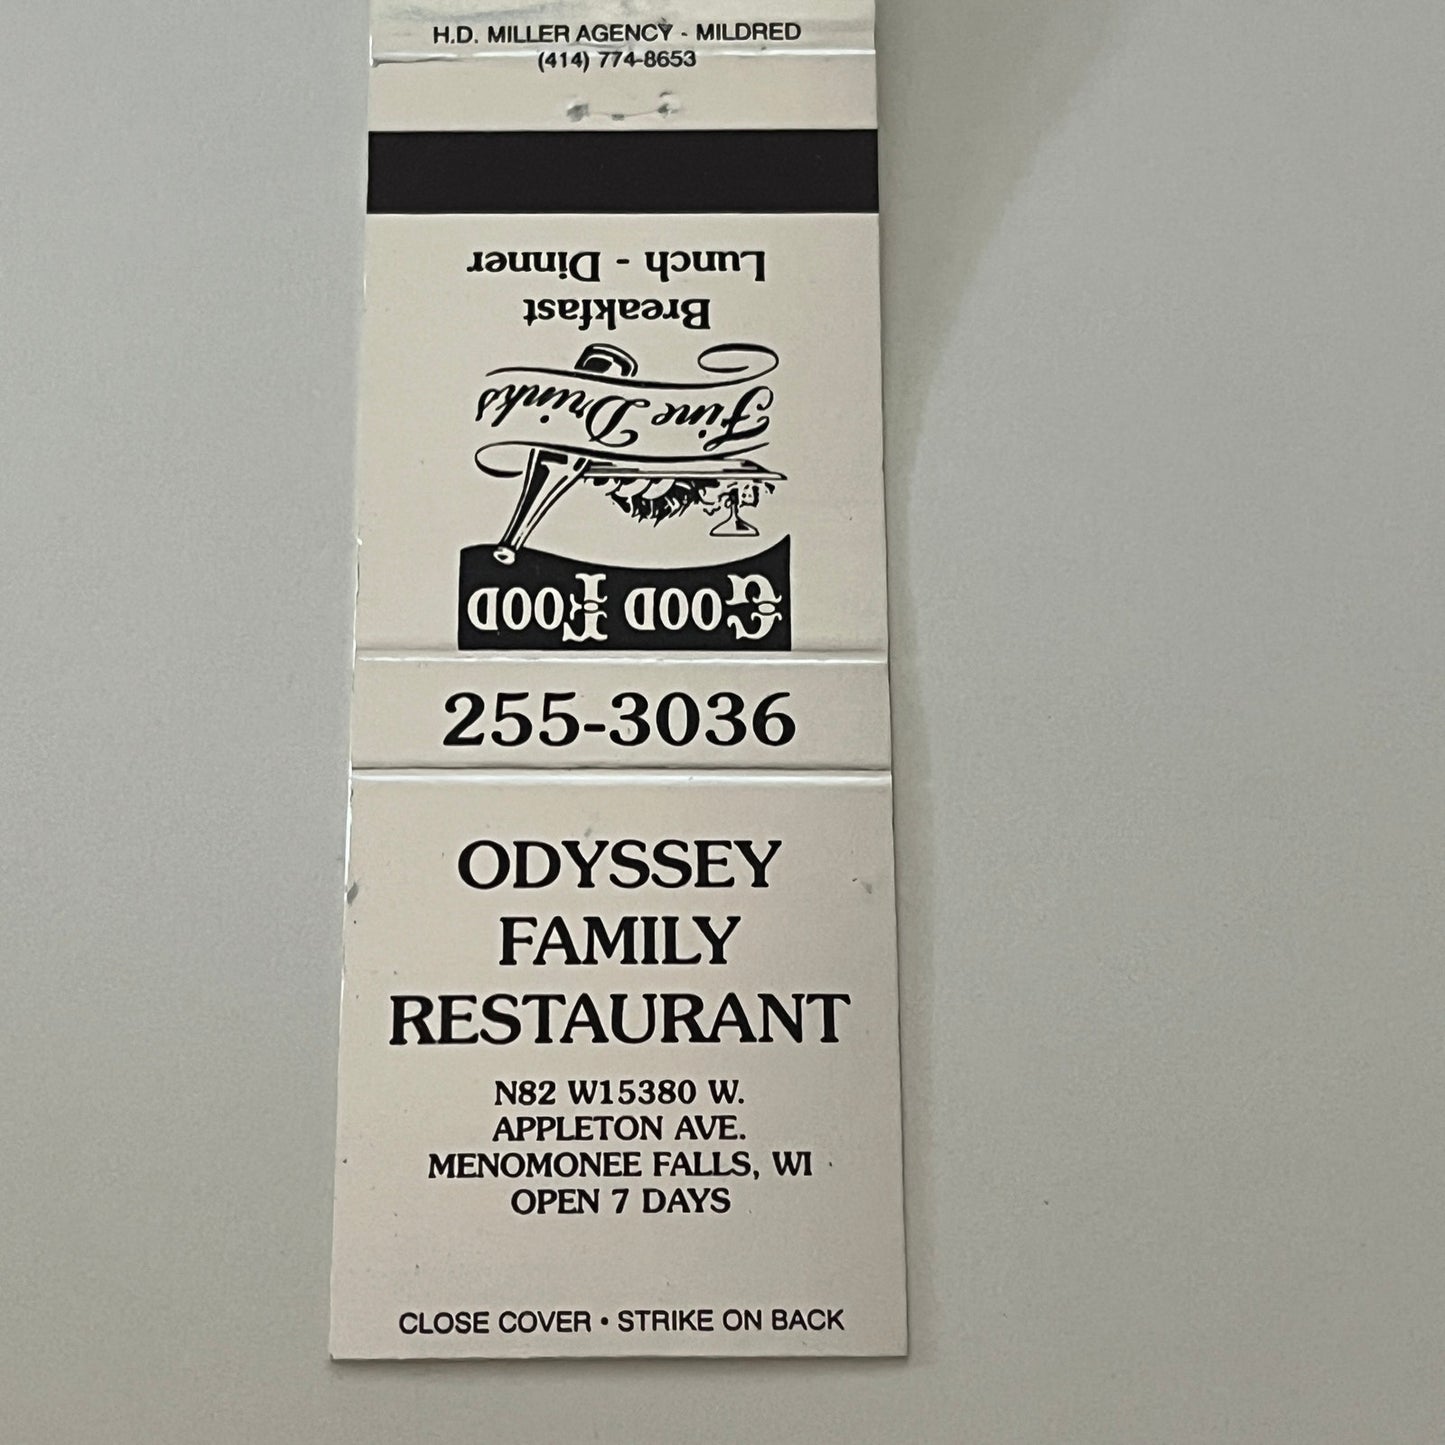 H.D. MILLER AGENCY - MILDRED
(414) 774-8653
GOOD FOOD
Fine Drinks
Breakfast
Lunch - Dinner
255-3036
ODYSSEY
FAMILY
RESTAURANT
N82 W15380 W.
APPLETON AVE.
MENOMONEE FALLS, WI
OPEN 7 DAYS
CLOSE COVER • STRIKE ON BACK